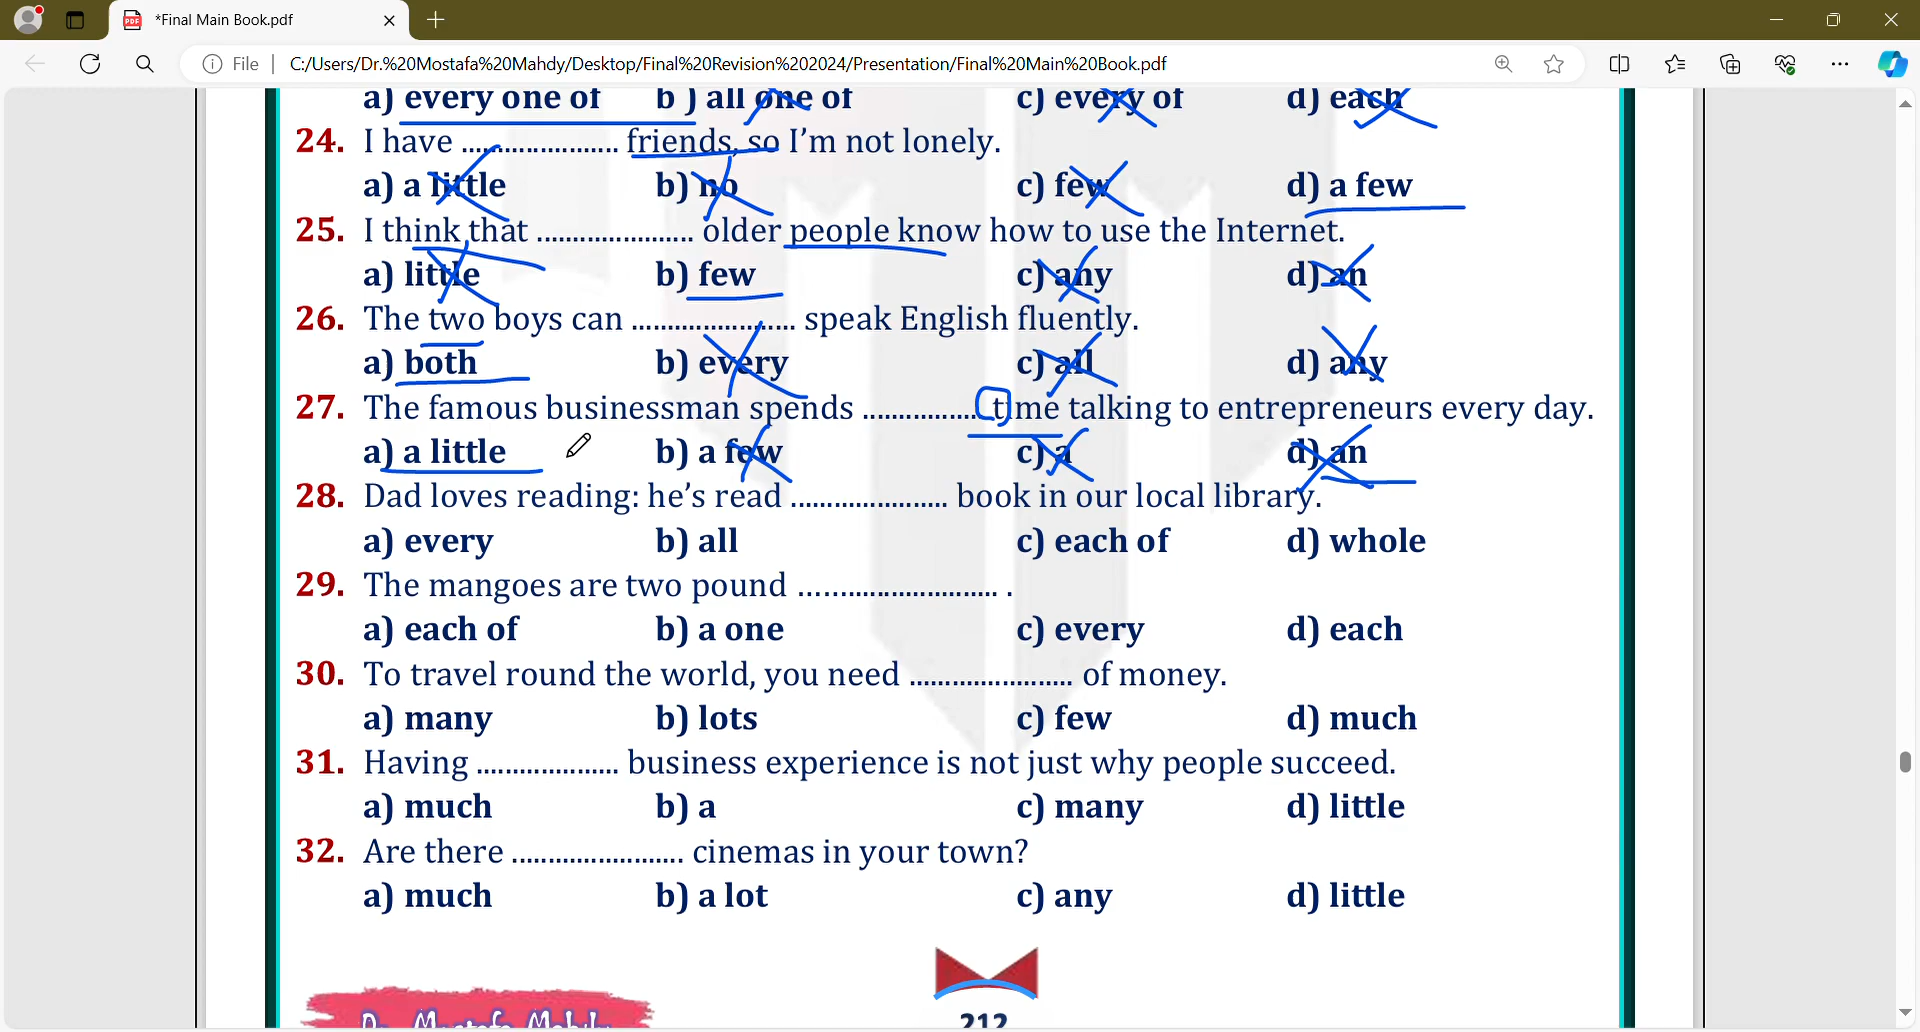 *Final Main Book.pdf
File | C:/Users/Dr.%20Mostafa%20Mahdy/Desktop/Final%20Revision%202024/Presentation/Final%20Main%20Book.pdf
a) every one of b ) all one of c) every of d) each
24. I have ...................... friends, so I'm not lonely.
a) a little b) no c) few d) a few
25. I think that ...................... older people know how to use the Internet.
a) little b) few c) any d) an
26. The two boys can ....................... speak English fluently.
a) both b) every c) all d) any
27. The famous businessman spends ................ time talking to entrepreneurs every day.
a) a little b) a few c) a d) an
28. Dad loves reading: he's read ...................... book in our local library.
a) every b) all c) each of d) whole
29. The mangoes are two pound ............................ .
a) each of b) a one c) every d) each
30. To travel round the world, you need ....................... of money.
a) many b) lots c) few d) much
31. Having .................... business experience is not just why people succeed.
a) much b) a c) many d) little
32. Are there ........................ cinemas in your town?
a) much b) a lot c) any d) little
Dr. Mostafa Mahdy
212